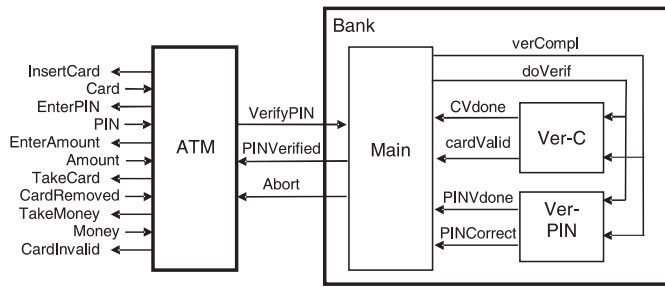 Bank
verCompl
doVerif
InsertCard
Card
EnterPIN
PIN
EnterAmount
Amount
TakeCard
CardRemoved
TakeMoney
Money
CardInvalid
ATM
VerifyPIN
PINVerified
Abort
Main
CVdone
cardValid
Ver-C
PINVdone
PINCorrect
Ver-
PIN